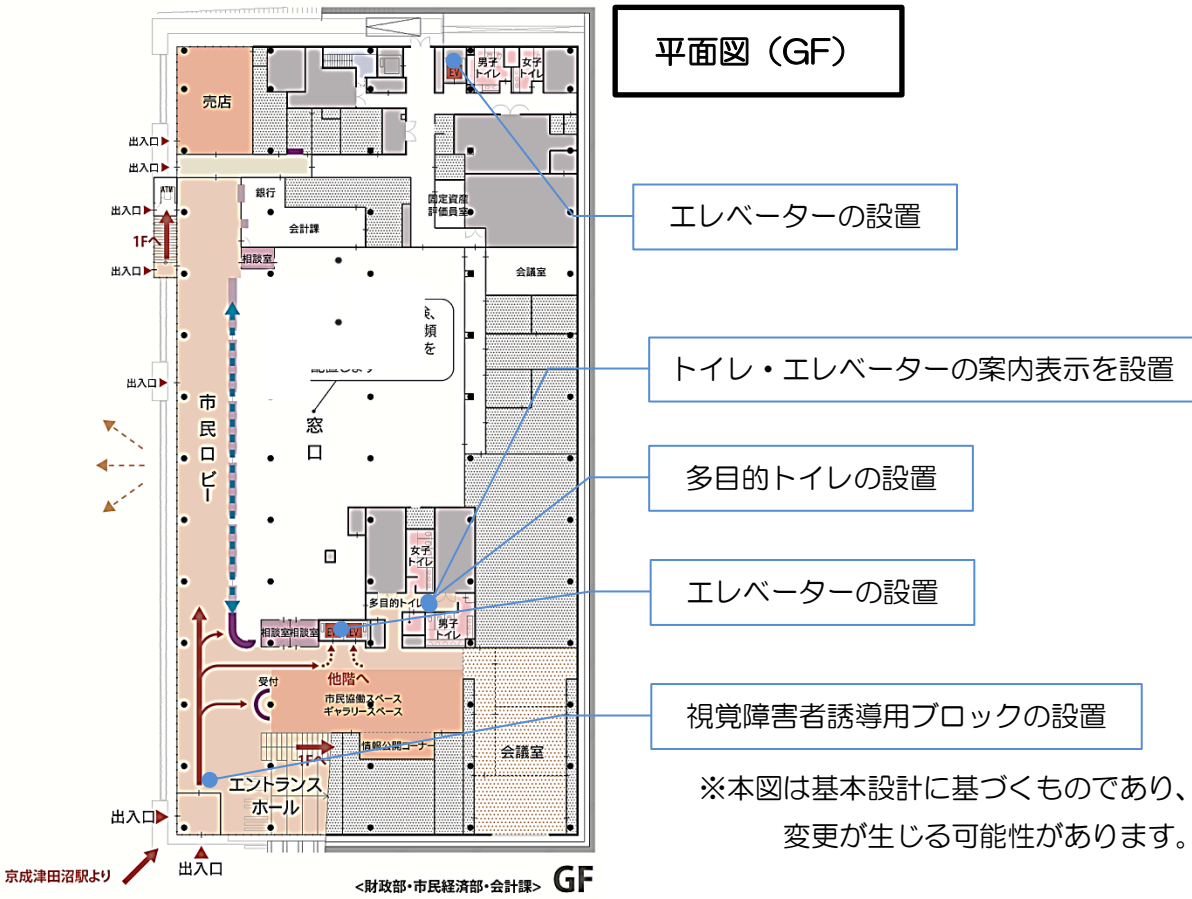 平面図（GF）
EV
男子
トイレ
女子
トイレ
売店
出入口
出入口
ATM
銀行
固定資産
評価員室
出入口
会計課
1Fへ
相談室
出入口
会議室
エレベーターの設置
険、
類
を
配置します
トイレ・エレベーターの案内表示を設置
出入口
市民ロビー
窓口
多目的トイレの設置
女子
トイレ
多目的トイレ
エレベーターの設置
男子
トイレ
相談室
相談室
EV
EV
他階へ
受付
市民協働スペース
ギャラリースペース
視覚障害者誘導用ブロックの設置
情報公開コーナー
1Fへ
会議室
エントランス
ホール
※本図は基本設計に基づくものであり、
変更が生じる可能性があります。
出入口
出入口
京成津田沼駅より
<財政部・市民経済部・会計課> GF